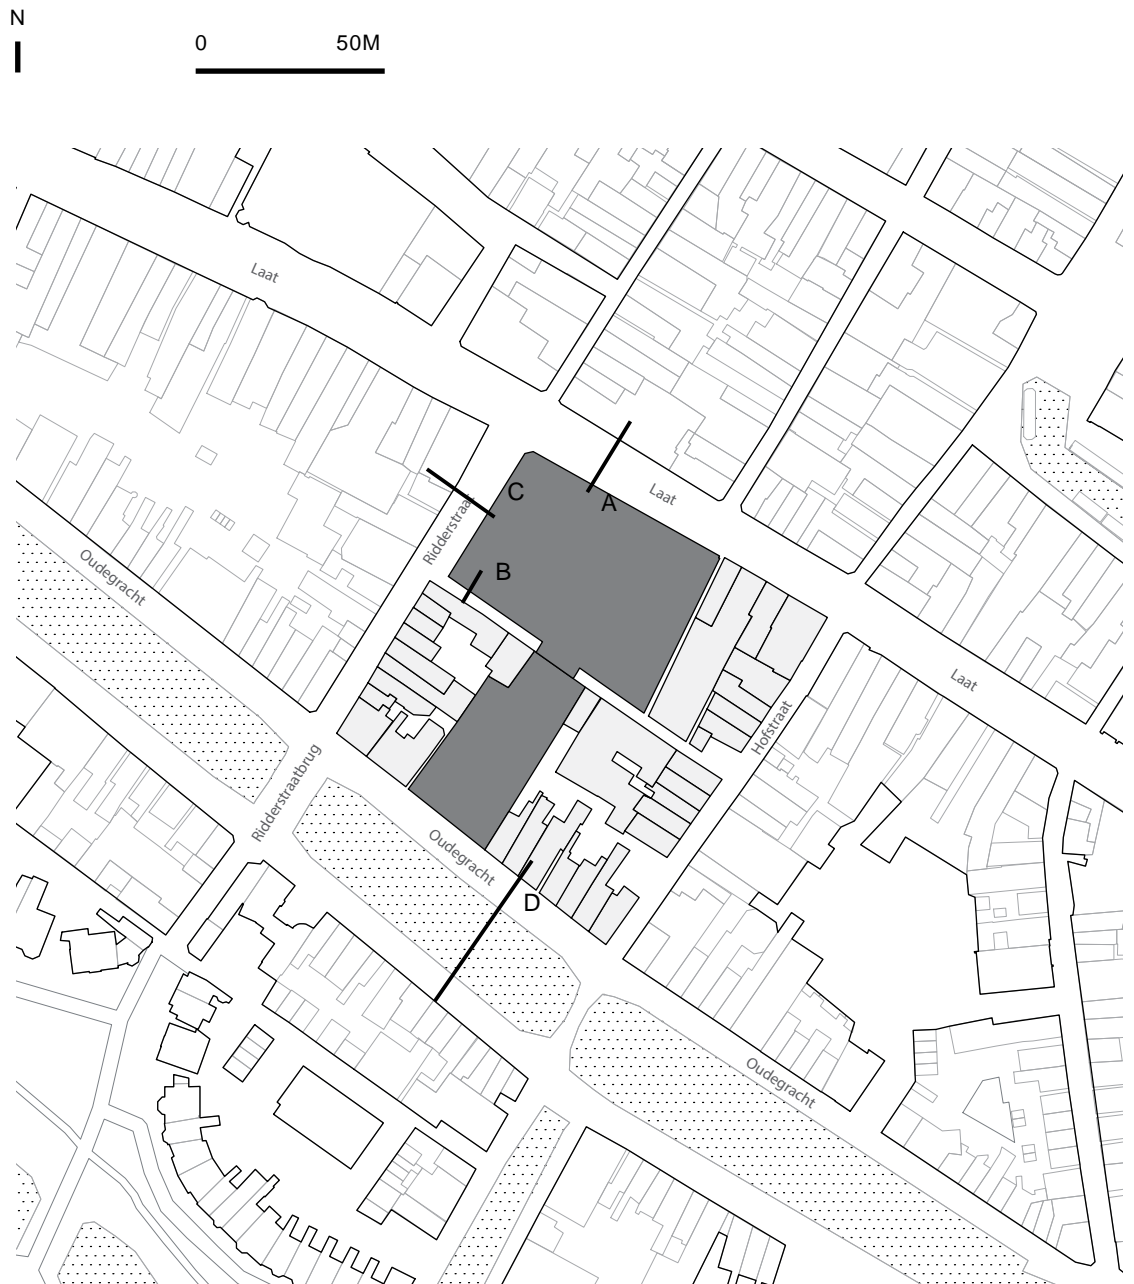 N
0 50M
Laat
A
Laat
C
Ridderstraat
B
Oudegracht
Laat
Hofstraat
Ridderstraatbrug
Oudegracht
D
Oudegracht